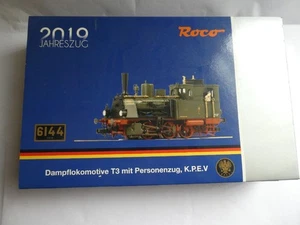 2019
JAHRESZUG
Roco
6144
Dampflokomotive T3 mit Personenzug, K.P.E.V